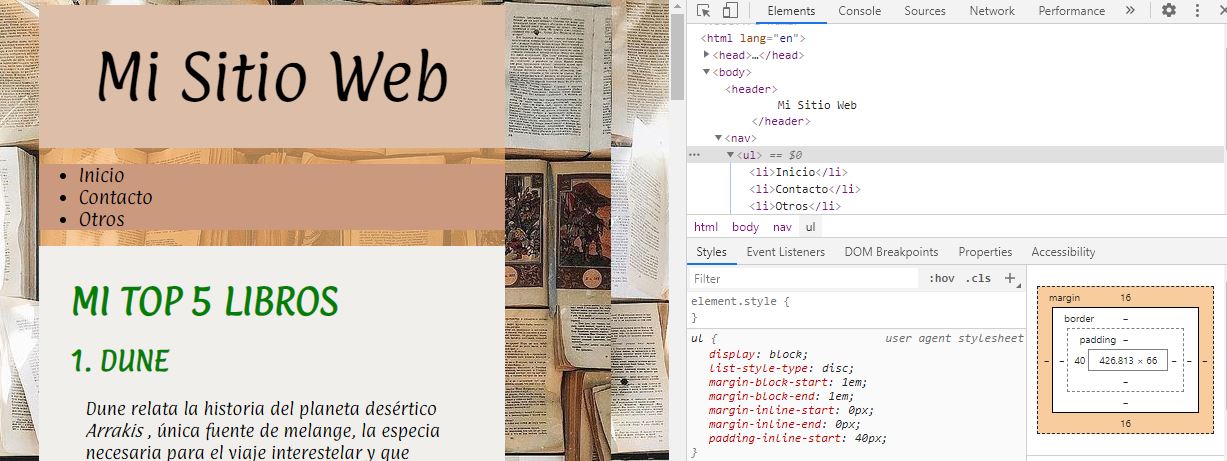 Mi Sitio Web
Inicio
Contacto
Otros
MI TOP 5 LIBROS
1. DUNE
Dune relata la historia del planeta desértico
Arrakis , única fuente de melange, la especia
necesaria para el viaje interestelar y que
Elements Console Sources Network Performance »
<html lang="en">
<head>…</head>
<body>
<header>
Mi Sitio Web
</header>
<nav>
… <ul> == $0
<li>Inicio</li>
<li>Contacto</li>
<li>Otros</li>
html body nav ul
Styles Event Listeners DOM Breakpoints Properties Accessibility
Filter :hov .cls +
element.style {
}
ul { user agent stylesheet
display: block;
list-style-type: disc;
margin-block-start: 1em;
margin-block-end: 1em;
margin-inline-start: 0px;
margin-inline-end: 0px;
padding-inline-start: 40px;
}
margin 16
border –
padding –
– – 40 426.813 × 66 – – –
–
–
16